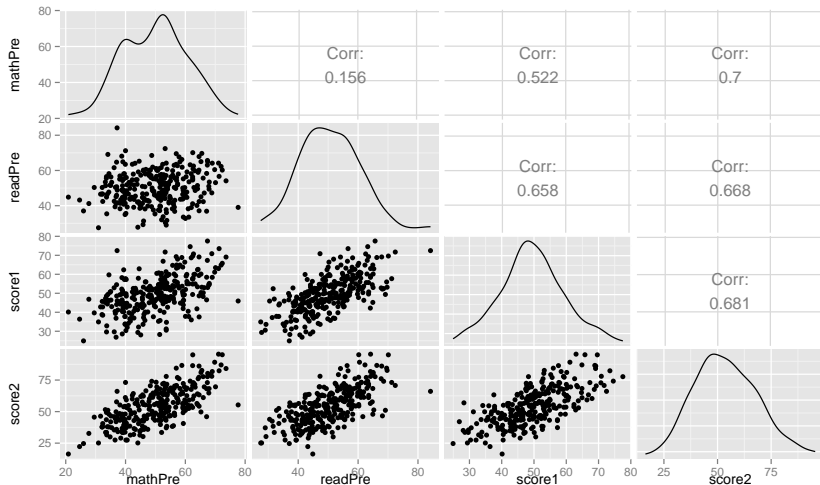 80
60
40
20
mathPre
Corr:
0.156
Corr:
0.522
Corr:
0.7
80
60
40
readPre
Corr:
0.658
Corr:
0.668
80
70
60
50
40
30
score1
Corr:
0.681
75
50
25
score2
20 40 60 80
40 60 80
30 40 50 60 70 80
25 50 75
mathPre
readPre
score1
score2